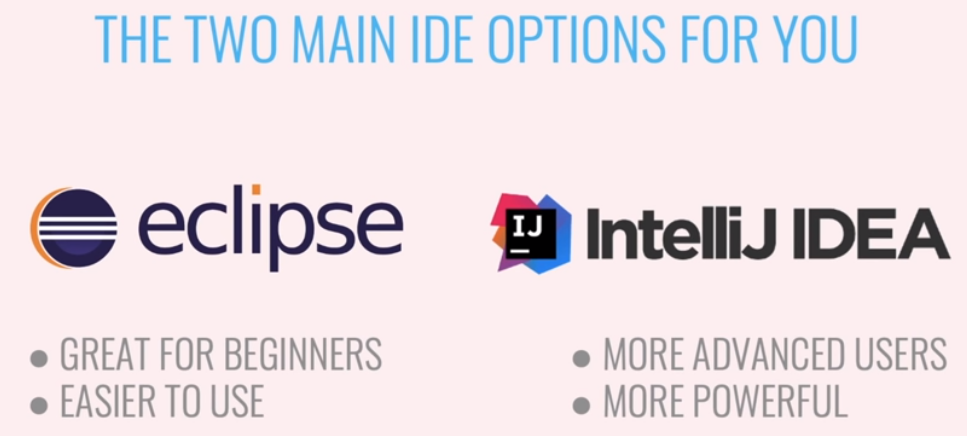 THE TWO MAIN IDE OPTIONS FOR YOU
eclipse
IJ IntelliJ IDEA
● GREAT FOR BEGINNERS
● EASIER TO USE
● MORE ADVANCED USERS
● MORE POWERFUL